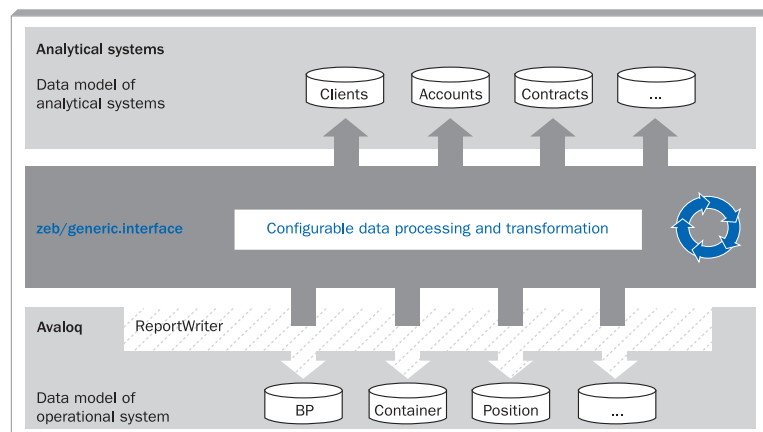 Analytical systems
Data model of
analytical systems
Clients
Accounts
Contracts
...
zeb/generic.interface
Configurable data processing and transformation
Avaloq
ReportWriter
Data model of
operational system
BP
Container
Position
...